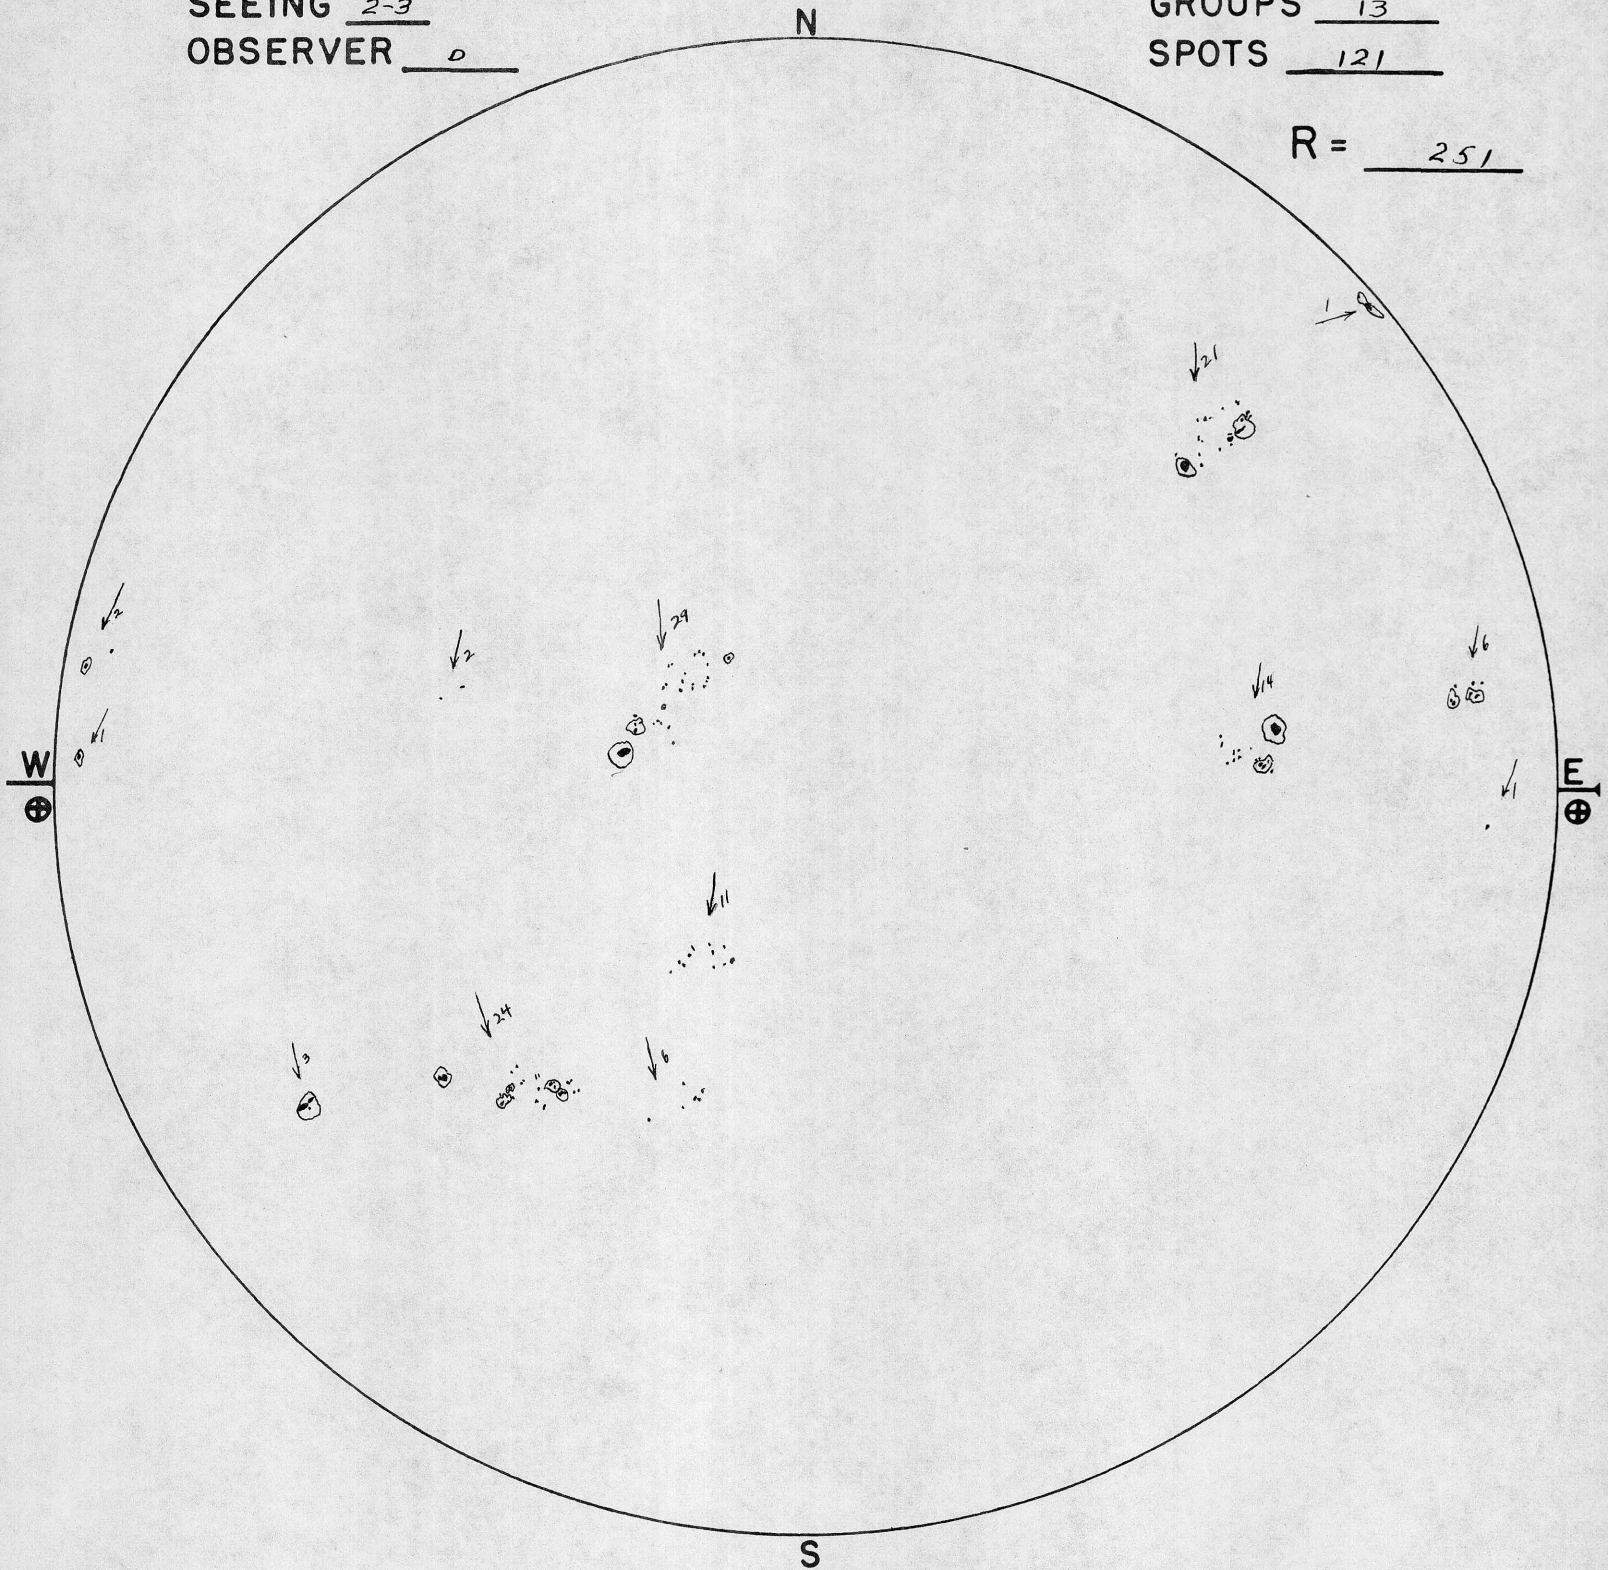 SEEING 2-3
GROUPS 13
N
OBSERVER D
SPOTS 121
R = 251
1
21
2
29
6
2
14
1
W
E
1
11
24
3
6
S